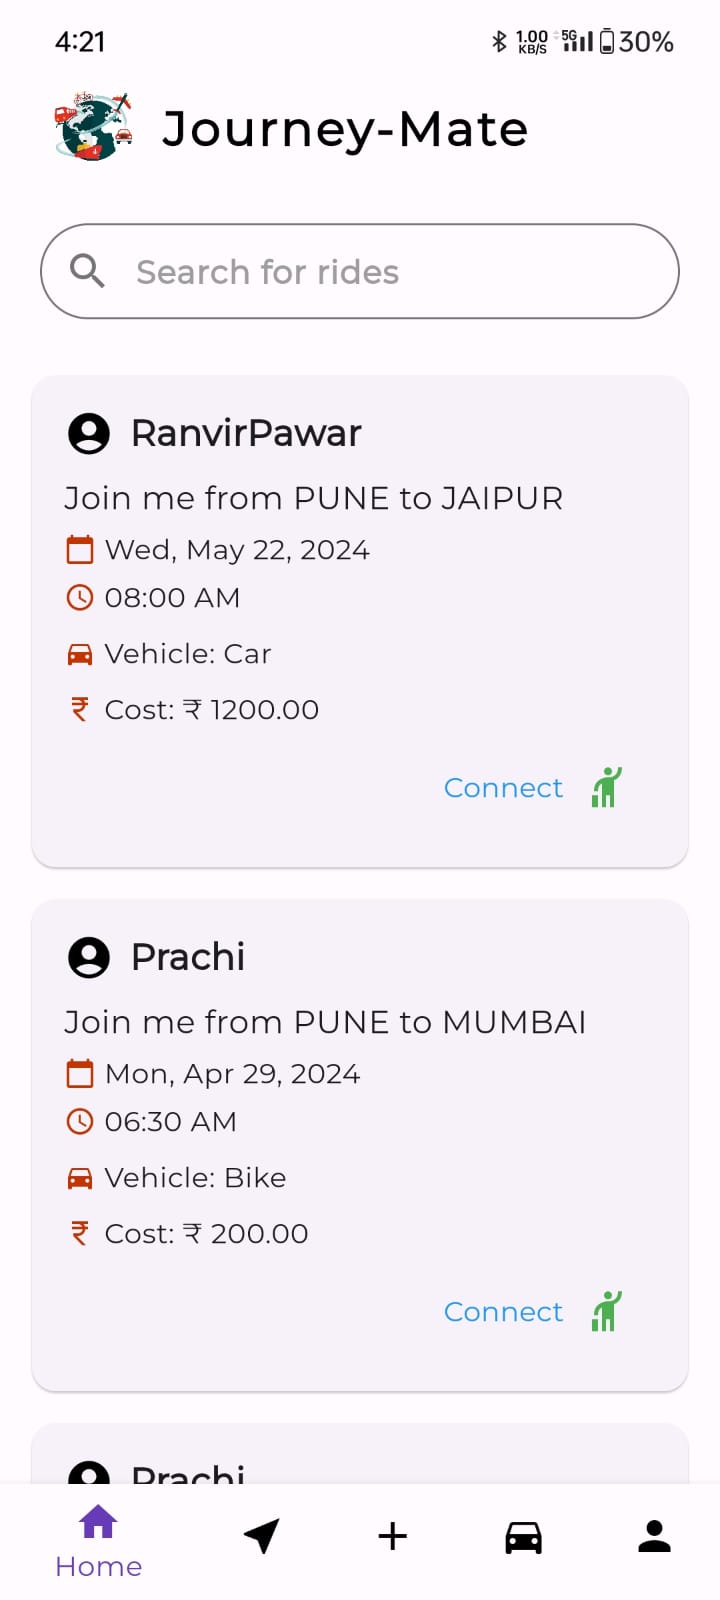 4:21
1.00 KB/S 5G 30%
Journey-Mate
Search for rides
RanvirPawar
Join me from PUNE to JAIPUR
Wed, May 22, 2024
08:00 AM
Vehicle: Car
₹ Cost: ₹ 1200.00
Connect
Prachi
Join me from PUNE to MUMBAI
Mon, Apr 29, 2024
06:30 AM
Vehicle: Bike
₹ Cost: ₹ 200.00
Connect
Prachi
Home